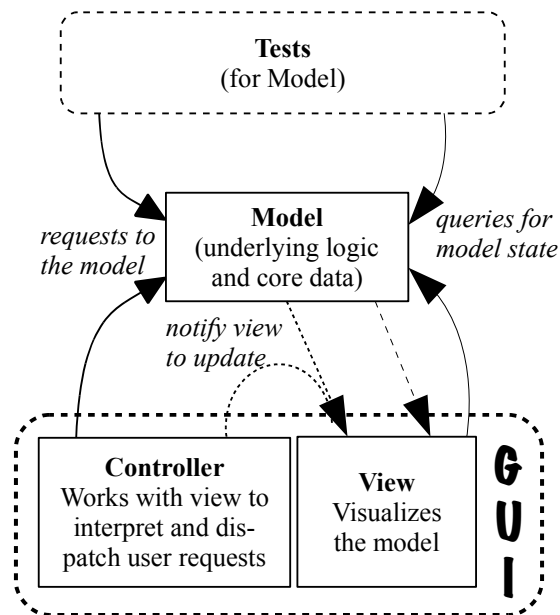 Tests
(for Model)
requests to
the model
Model
(underlying logic
and core data)
queries for
model state
notify view
to update
Controller
Works with view to
interpret and dis-
patch user requests
View
Visualizes
the model
G
U
I